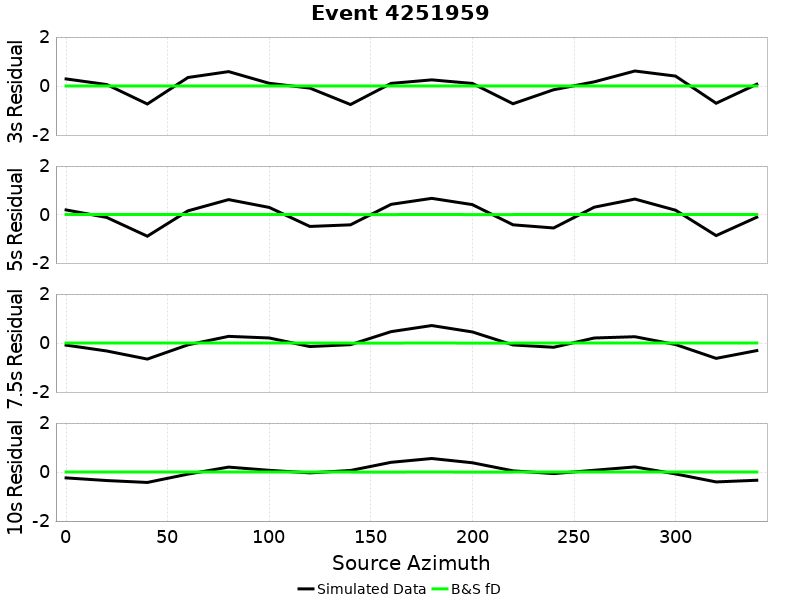 Event 4251959
3s Residual
2
0
-2
5s Residual
2
0
-2
7.5s Residual
2
0
-2
10s Residual
2
0
-2
0 50 100 150 200 250 300
Source Azimuth
Simulated Data B&S fD